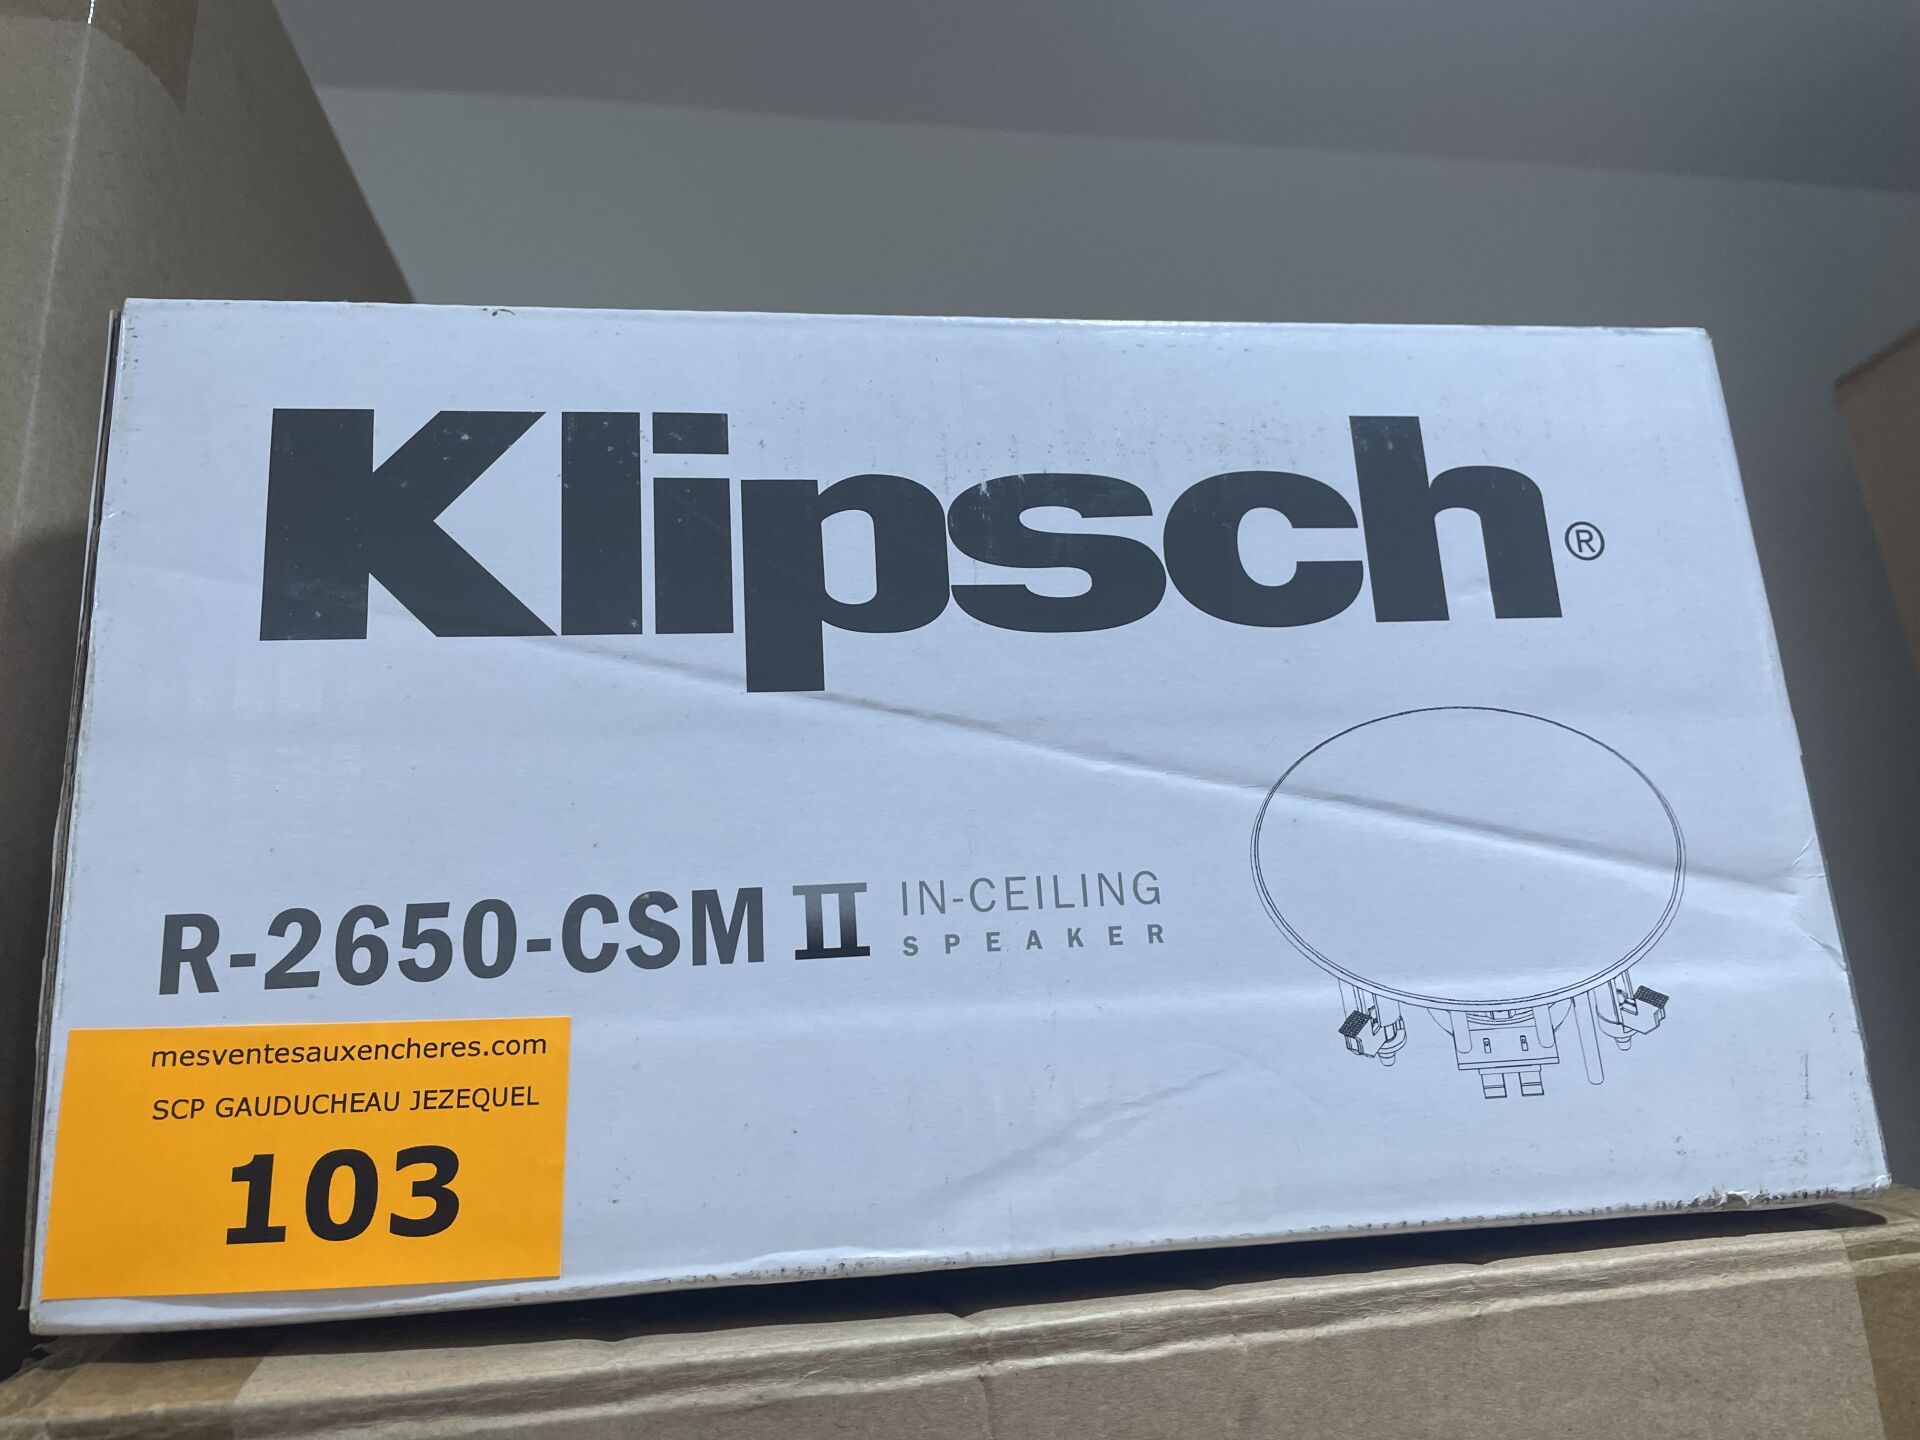 Klipsch®
R-2650-CSM II IN-CEILING
SPEAKER
mesventesauxencheres.com
SCP GAUDUCHEAU JEZEQUEL
103